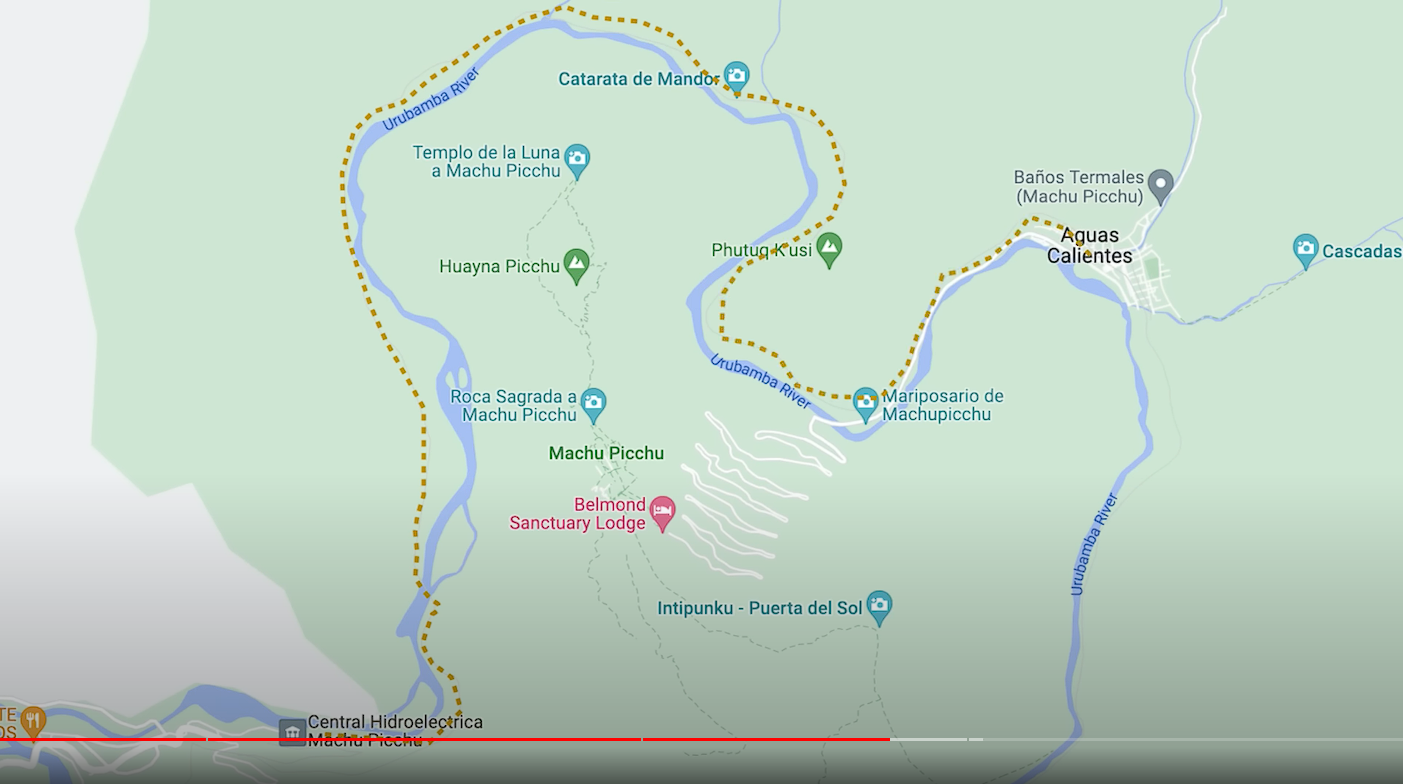 Catarata de Mandor
Urubamba River
Templo de la Luna
a Machu Picchu
Baños Termales
(Machu Picchu)
Aguas
Calientes
Phutuq K'usi
Cascadas
Huayna Picchu
Urubamba River
Roca Sagrada a
Machu Picchu
Mariposario de
Machupicchu
Machu Picchu
Belmond
Sanctuary Lodge
Urubamba River
Intipunku - Puerta del Sol
TE
OS
Central Hidroelectrica
Machu Picchu